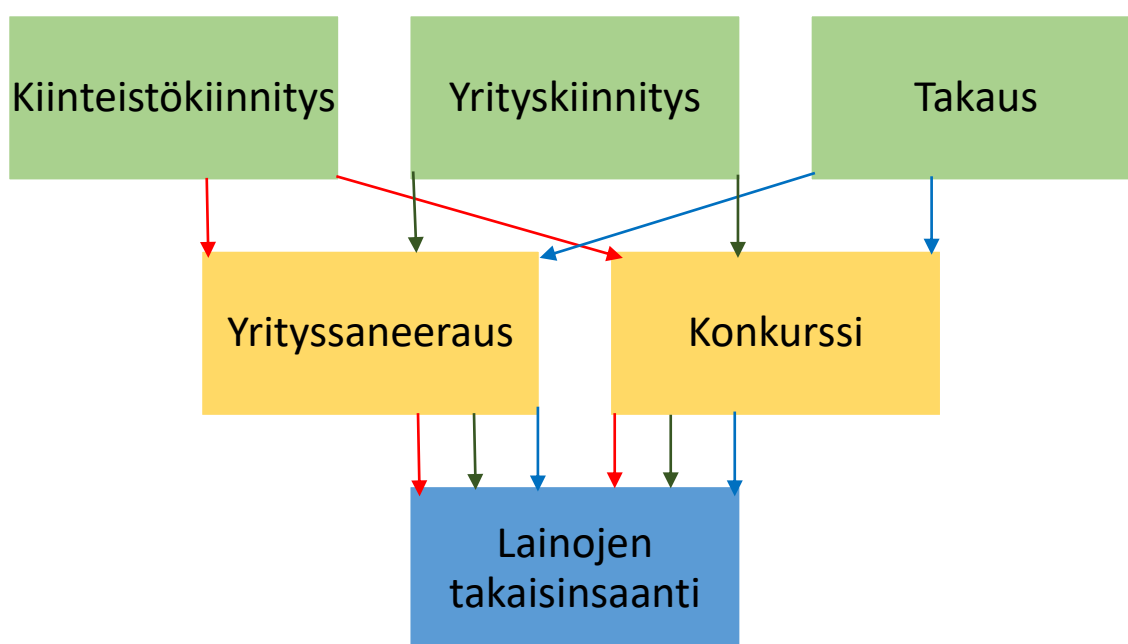 Kiinteistökiinnitys
Yrityskiinnitys
Takaus
Yrityssaneeraus
Konkurssi
Lainojen
takaisinsaanti